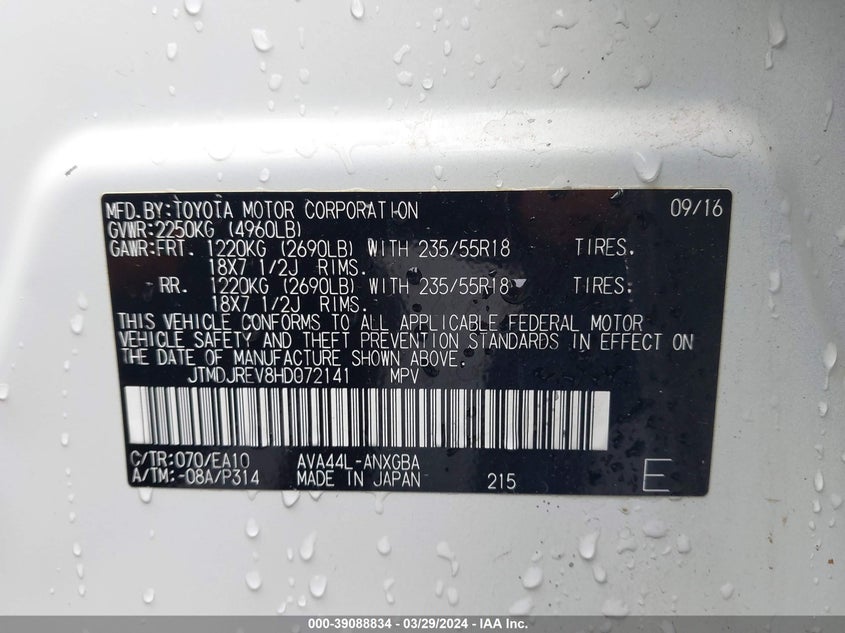 MFD.BY:TOYOTA MOTOR CORPORATION 09/16
GVWR:2250KG (4960LB)
GAWR:FRT. 1220KG (2690LB) WITH 235/55R18 TIRES.
18X7 1/2J RIMS.
RR. 1220KG (2690LB) WITH 235/55R18 TIRES.
18X7 1/2J RIMS.
THIS VEHICLE CONFORMS TO ALL APPLICABLE FEDERAL MOTOR
VEHICLE SAFETY AND THEFT PREVENTION STANDARDS IN EFFECT ON
THE DATE OF MANUFACTURE SHOWN ABOVE.
JTMDJREV8HD072141 MPV
C/TR:070/EA10 AVA44L-ANXGBA
A/TM:-08A/P314 MADE IN JAPAN 215 E
000-39088834 / 03/29/2024 - IAA Inc.